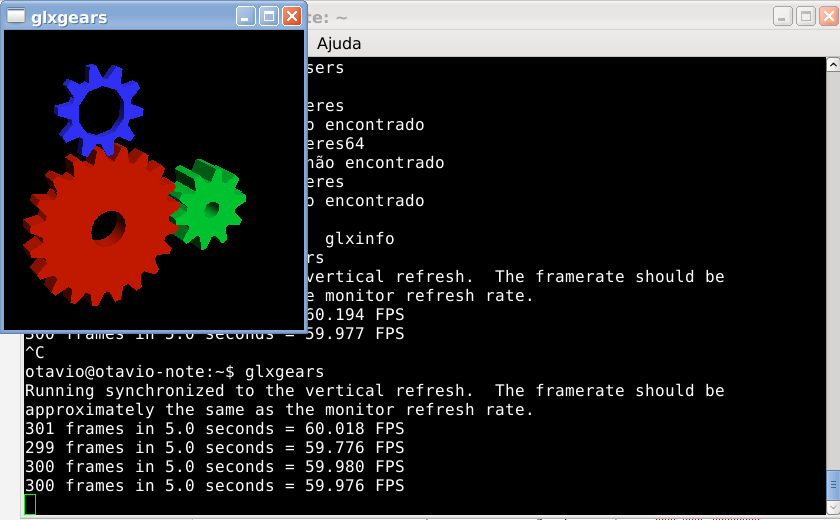 glxgears
te: ~
Ajuda
sers
eres
o encontrado
eres64
não encontrado
eres
o encontrado
glxinfo
rs
vertical refresh.  The framerate should be
e monitor refresh rate.
60.194 FPS
300 frames in 5.0 seconds = 59.977 FPS
^C
otavio@otavio-note:~$ glxgears
Running synchronized to the vertical refresh.  The framerate should be
approximately the same as the monitor refresh rate.
301 frames in 5.0 seconds = 60.018 FPS
299 frames in 5.0 seconds = 59.776 FPS
300 frames in 5.0 seconds = 59.980 FPS
300 frames in 5.0 seconds = 59.976 FPS